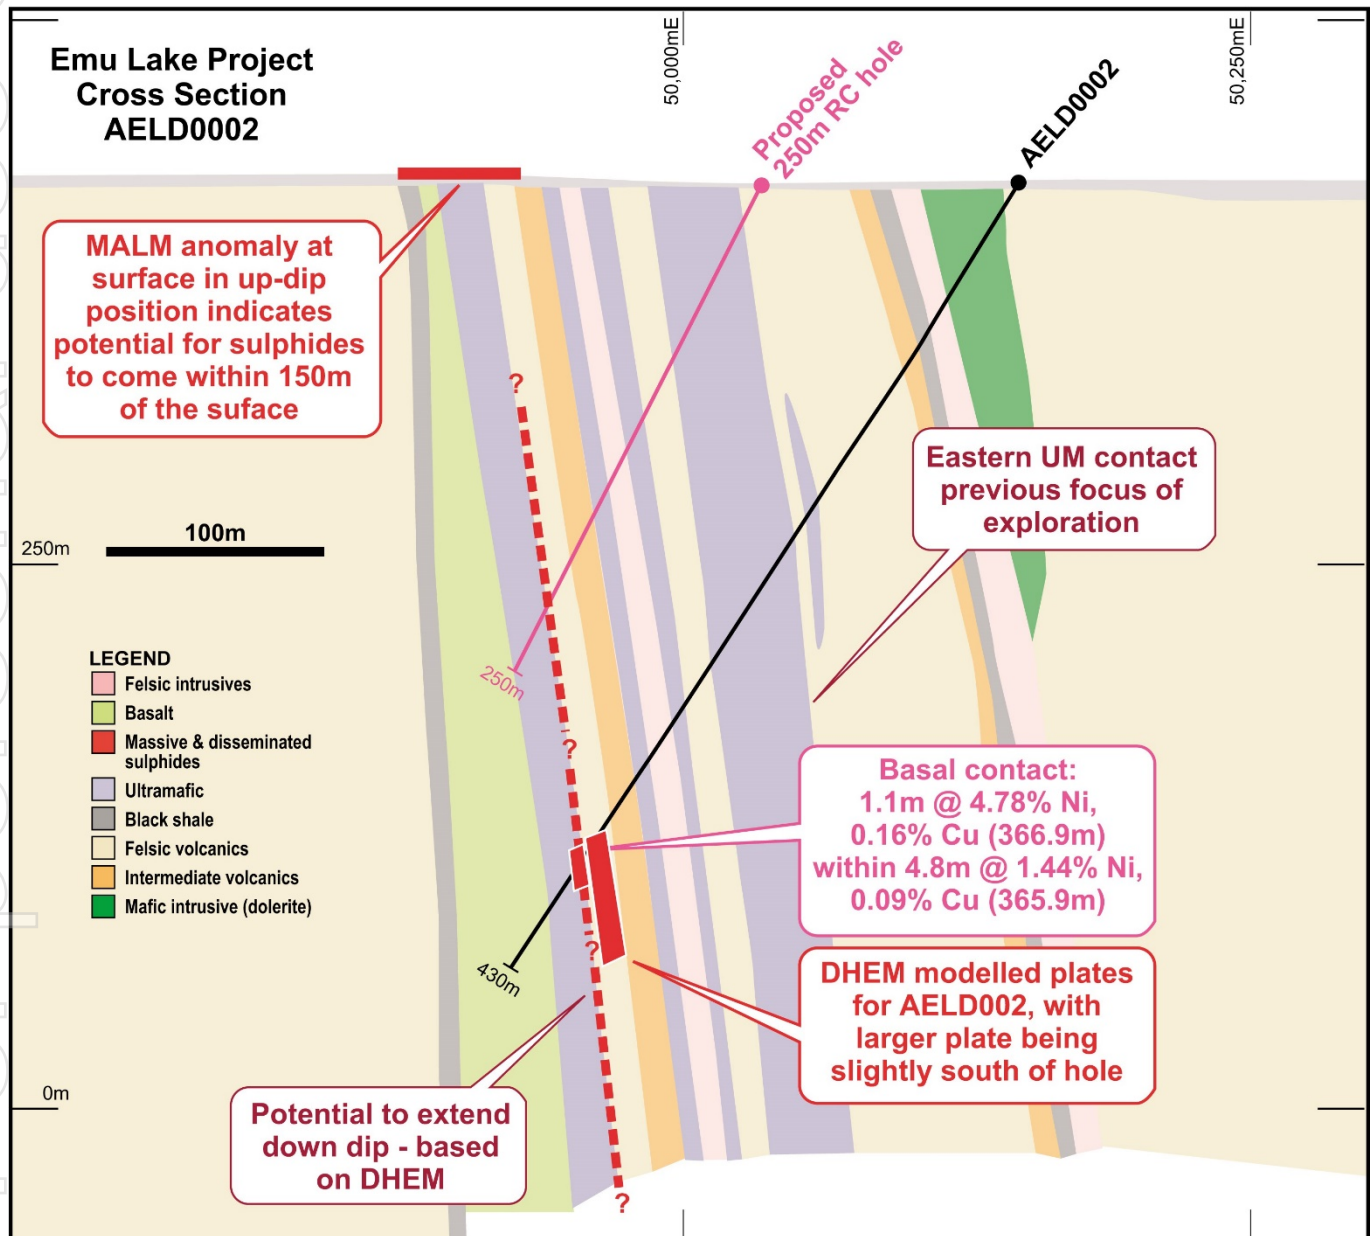 Emu Lake Project
Cross Section
AELD0002
50,000mE
50,250mE
Proposed
250m RC hole
AELD0002
MALM anomaly at
surface in up-dip
position indicates
potential for sulphides
to come within 150m
of the suface
?
Eastern UM contact
previous focus of
exploration
100m
250m
LEGEND
Felsic intrusives
Basalt
Massive & disseminated
sulphides
Ultramafic
Black shale
Felsic volcanics
Intermediate volcanics
Mafic intrusive (dolerite)
250m
?
Basal contact:
1.1m @ 4.78% Ni,
0.16% Cu (366.9m)
within 4.8m @ 1.44% Ni,
0.09% Cu (365.9m)
?
430m
DHEM modelled plates
for AELD002, with
larger plate being
slightly south of hole
0m
Potential to extend
down dip - based
on DHEM
?